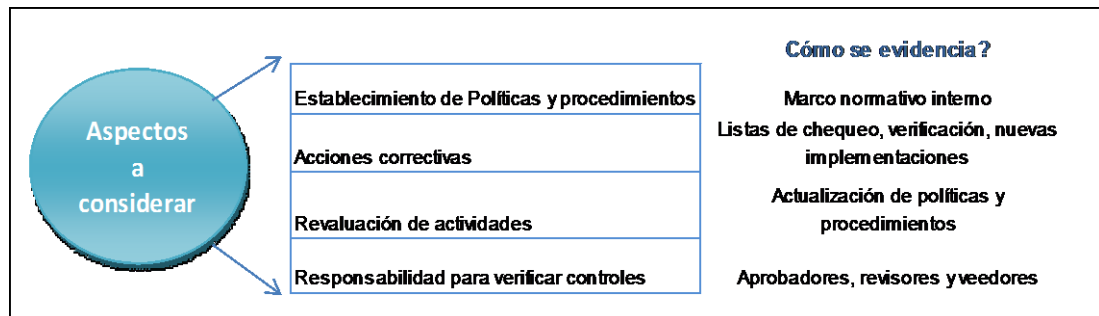 Cómo se evidencia?
Aspectos
a
considerar
Establecimiento de Políticas y procedimientos
Marco normativo interno
Acciones correctivas
Listas de chequeo, verificación, nuevas
implementaciones
Revaluación de actividades
Actualización de políticas y
procedimientos
Responsabilidad para verificar controles
Aprobadores, revisores y veedores